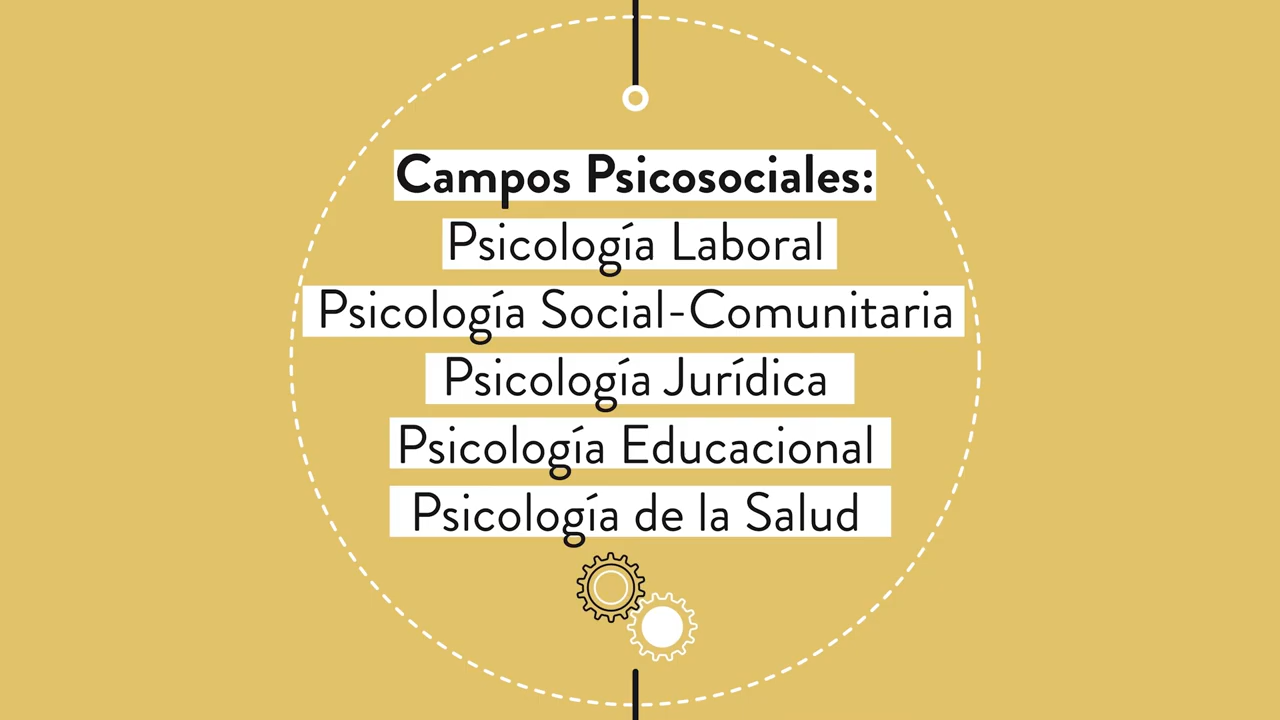 Campos Psicosociales:
Psicología Laboral
Psicología Social-Comunitaria
Psicología Jurídica
Psicología Educacional
Psicología de la Salud